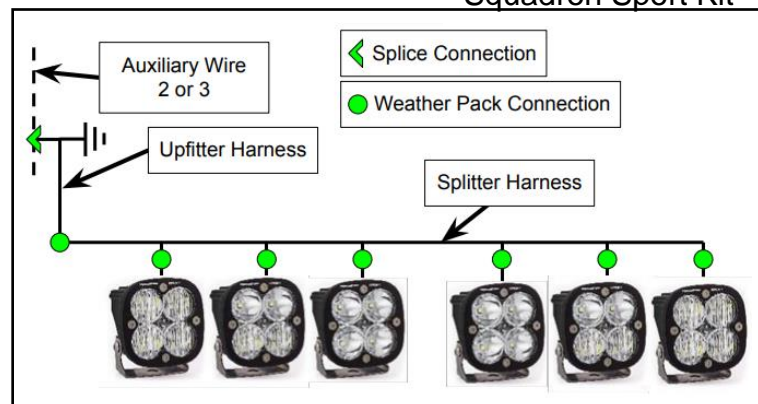 Squadron Sport Kit
Auxiliary Wire
2 or 3
Splice Connection
Weather Pack Connection
Upfitter Harness
Splitter Harness